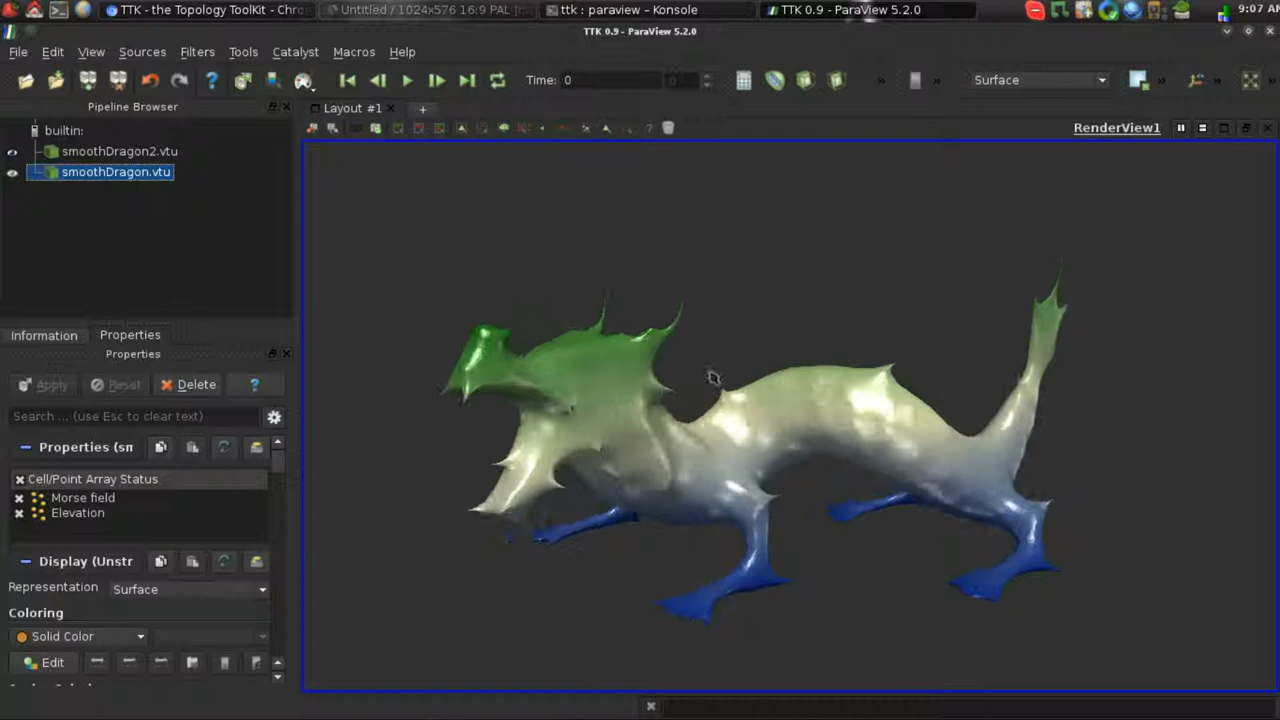 TTK - the Topology Toolkit - Chro
Untitled / 1024x576 16:9 PAL
ttk : paraview – Konsole
TTK 0.9 - ParaView 5.2.0
9:07 A
TTK 0.9 - ParaView 5.2.0
File Edit View Sources Filters Tools Catalyst Macros Help
Time: 0
0
Surface
Pipeline Browser
Layout #1
RenderView1
builtin:
smoothDragon2.vtu
smoothDragon.vtu
Information
Properties
Properties
Apply
Reset
Delete
?
Search ... (use Esc to clear text)
Properties (sm
Cell/Point Array Status
Morse field
Elevation
Display (Unstr
Representation
Surface
Coloring
Solid Color
Edit